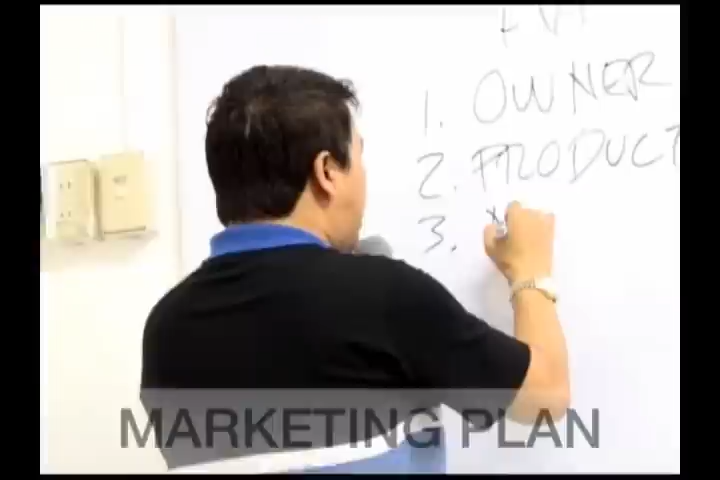 1. OWNER
2. PRODUCT
3.
MARKETING PLAN